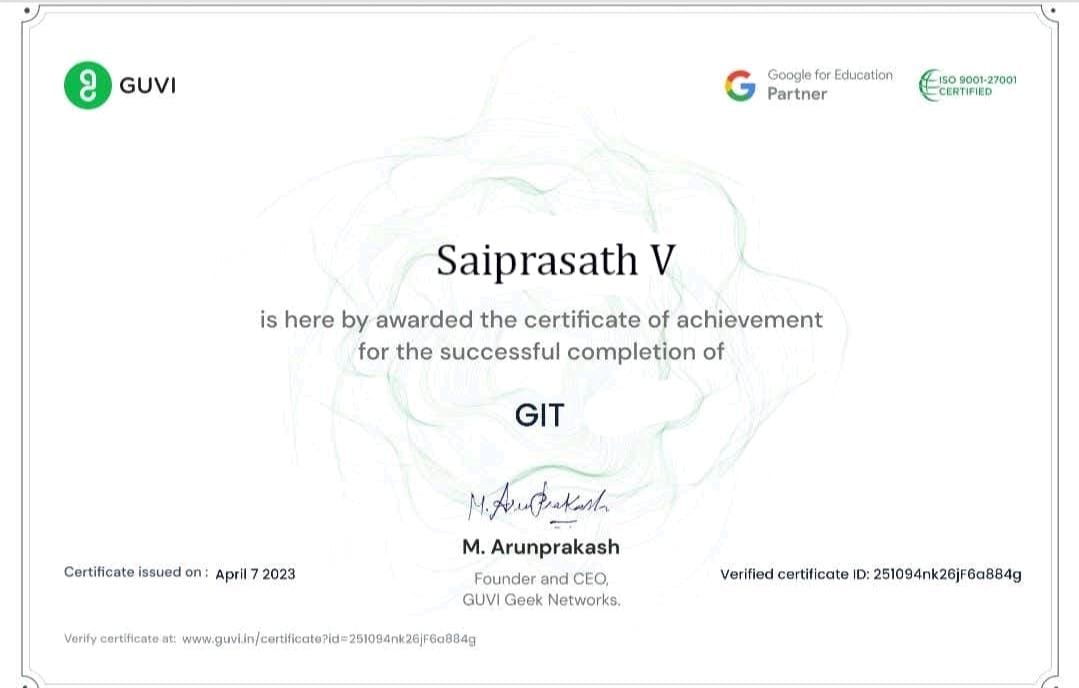 GUVI
Google for Education
Partner
ISO 9001-27001
CERTIFIED
Saiprasath V
is here by awarded the certificate of achievement
for the successful completion of
GIT
M. Arunprakash
M. Arunprakash
Founder and CEO,
GUVI Geek Networks.
Certificate issued on : April 7 2023
Verified certificate ID: 251094nk26jF6a884g
Verify certificate at: www.guvi.in/certificate?id=251094nk26jF6a884g